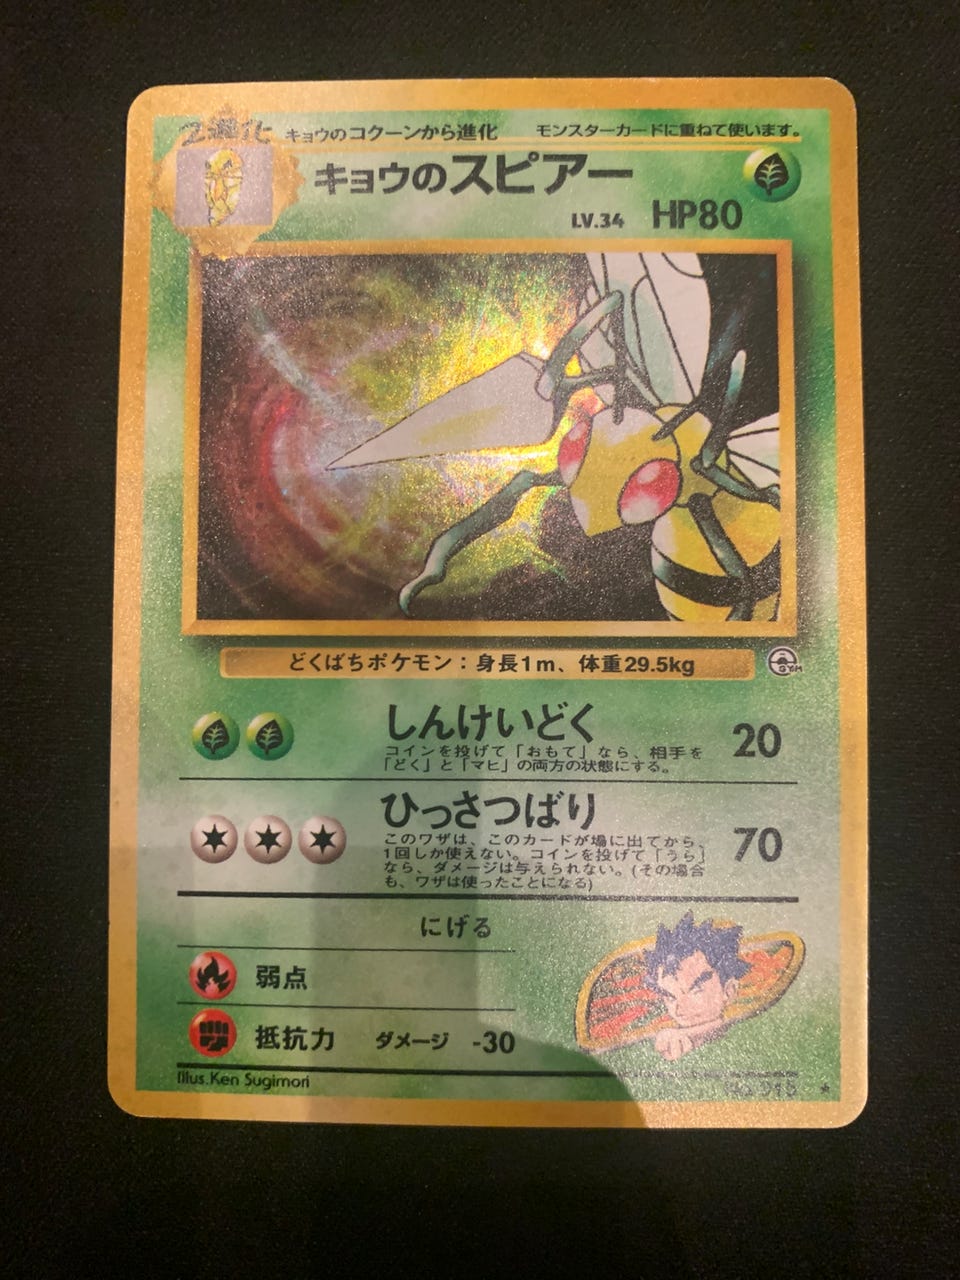 2進化
キョウのコクーンから進化 モンスターカードに重ねて使います。
キョウのスピアー
LV.34 HP80
どくばちポケモン：身長1m、体重29.5kg
GYM
しんけいどく 20
コインを投げて「おもて」なら、相手を
「どく」と「マヒ」の両方の状態にする。
ひっさつばり 70
このワザは、このカードが場に出てから、
1回しか使えない。コインを投げて「うら」
なら、ダメージは与えられない。(その場合
も、ワザは使ったことになる)
にげる
弱点
抵抗力 ダメージ -30
Illus.Ken Sugimori
No.015 ★